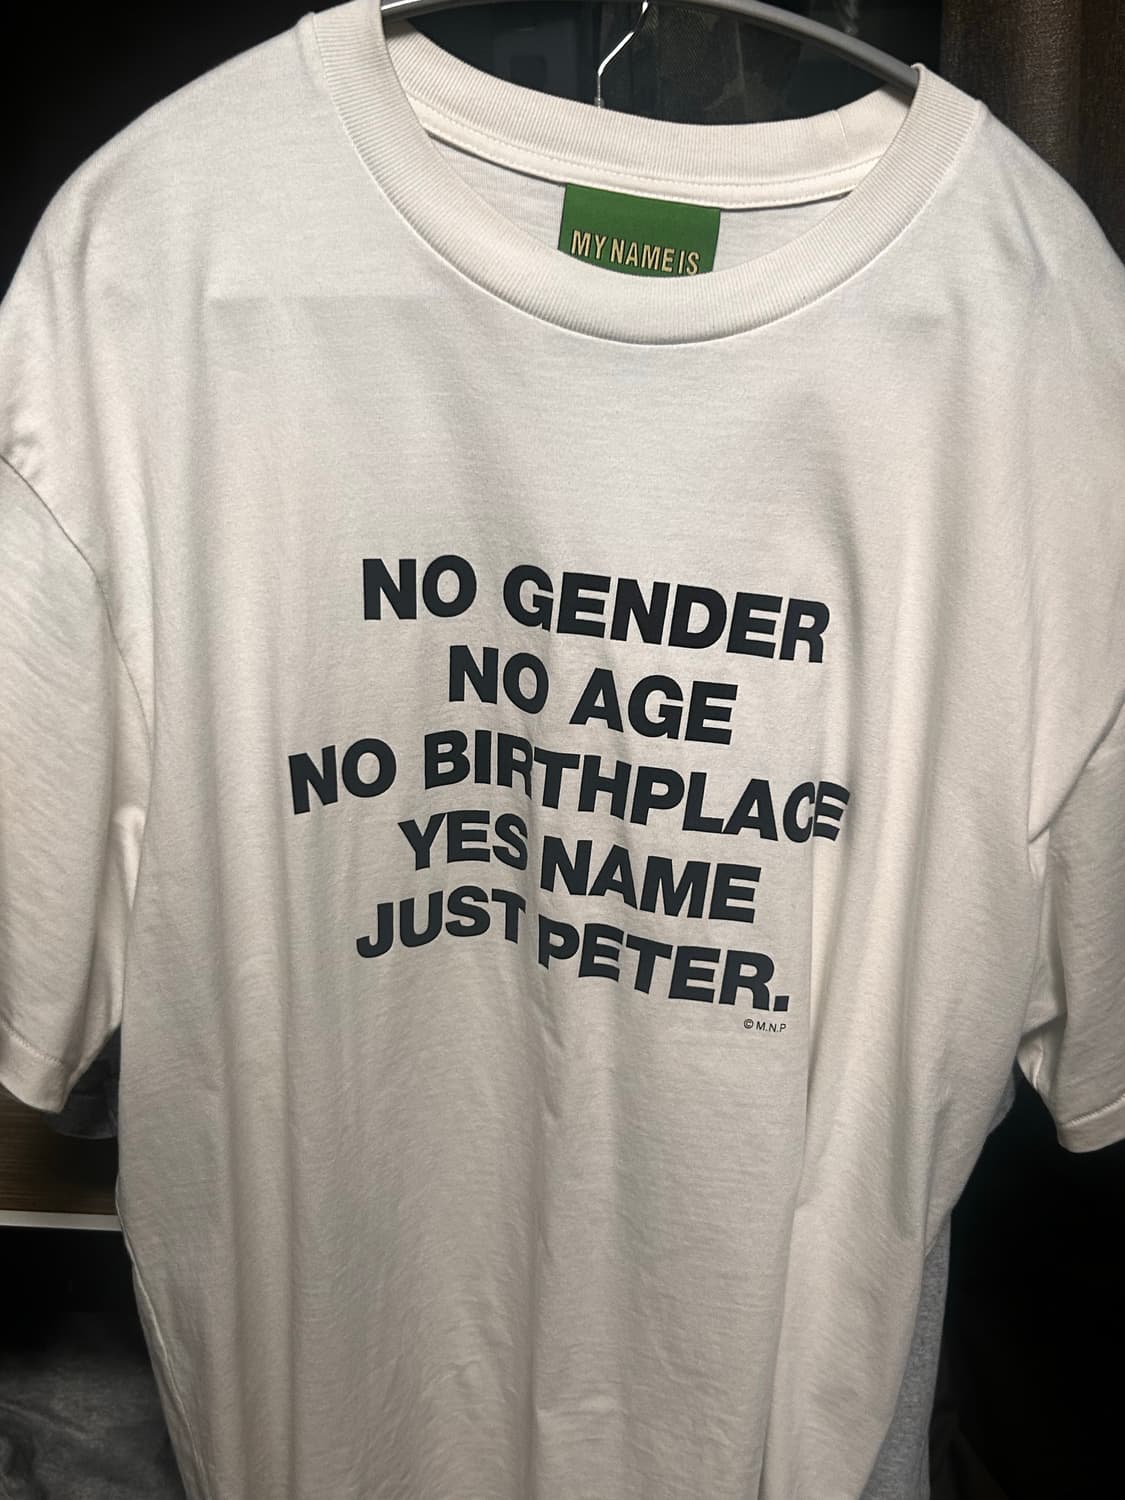 MY NAME IS
NO GENDER
NO AGE
NO BIRTHPLACE
YES NAME
JUST PETER.
© M.N.P